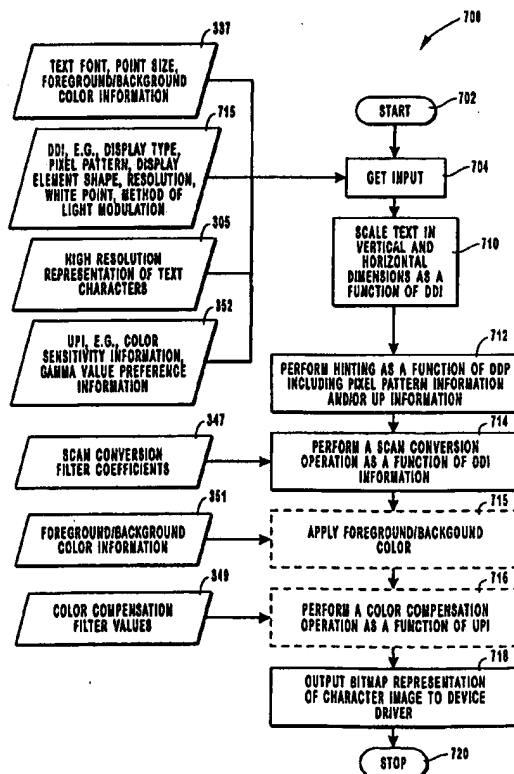 700
337
TEXT FONT, POINT SIZE,
FOREGROUND/BACKGROUND
COLOR INFORMATION
702
START
715
DDI, E.G., DISPLAY TYPE,
PIXEL PATTERN, DISPLAY
ELEMENT SHAPE, RESOLUTION,
WHITE POINT, METHOD OF
LIGHT MODULATION
704
GET INPUT
305
HIGH RESOLUTION
REPRESENTATION OF TEXT
CHARACTERS
710
SCALE TEXT IN
VERTICAL AND
HORIZONTAL
DIMENSIONS AS A
FUNCTION OF DDI
352
UPI, E.G., COLOR
SENSITIVITY INFORMATION,
GAMMA VALUE PREFERENCE
INFORMATION
712
PERFORM HINTING AS A FUNCTION OF DDP
INCLUDING PIXEL PATTERN INFORMATION
AND/OR UP INFORMATION
347
SCAN CONVERSION
FILTER COEFFICIENTS
714
PERFORM A SCAN CONVERSION
OPERATION AS A FUNCTION OF DDI
INFORMATION
351
FOREGROUND/BACKGROUND
COLOR INFORMATION
715
APPLY FOREGROUND/BACKGOUND
COLOR
349
COLOR COMPENSATION
FILTER VALUES
716
PERFORM A COLOR COMPENSATION
OPERATION AS A FUNCTION OF UPI
718
OUTPUT BITMAP REPRESENTATION
OF CHARACTER IMAGE TO DEVICE
DRIVER
STOP
720